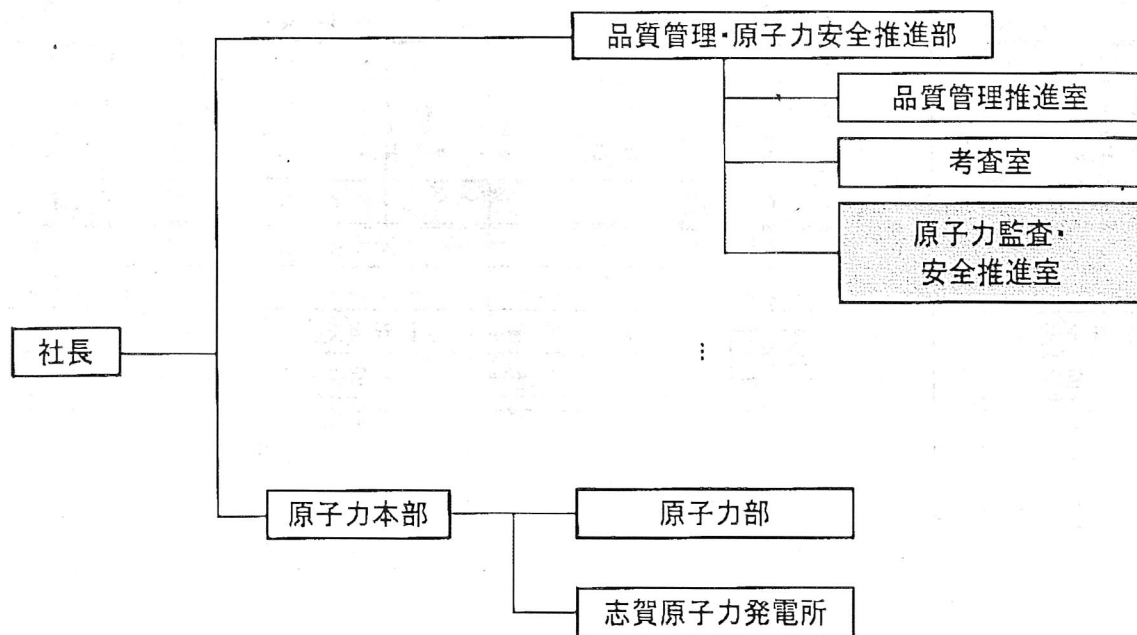 品質管理・原子力安全推進部
品質管理推進室
考査室
原子力監査・
安全推進室
社長
⋮
原子力本部
原子力部
志賀原子力発電所